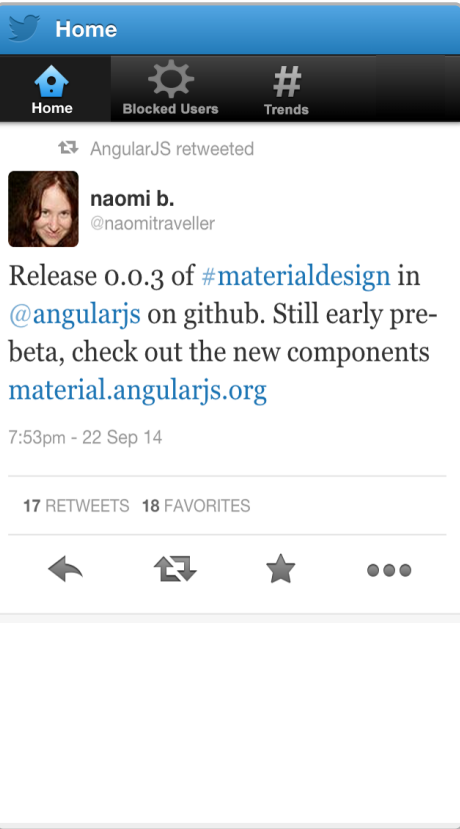 Home
Home
Blocked Users
#
Trends
AngularJS retweeted
naomi b.
@naomitraveller
Release 0.0.3 of #materialdesign in
@angularjs on github. Still early pre-
beta, check out the new components
material.angularjs.org
7:53pm - 22 Sep 14
17 RETWEETS 18 FAVORITES